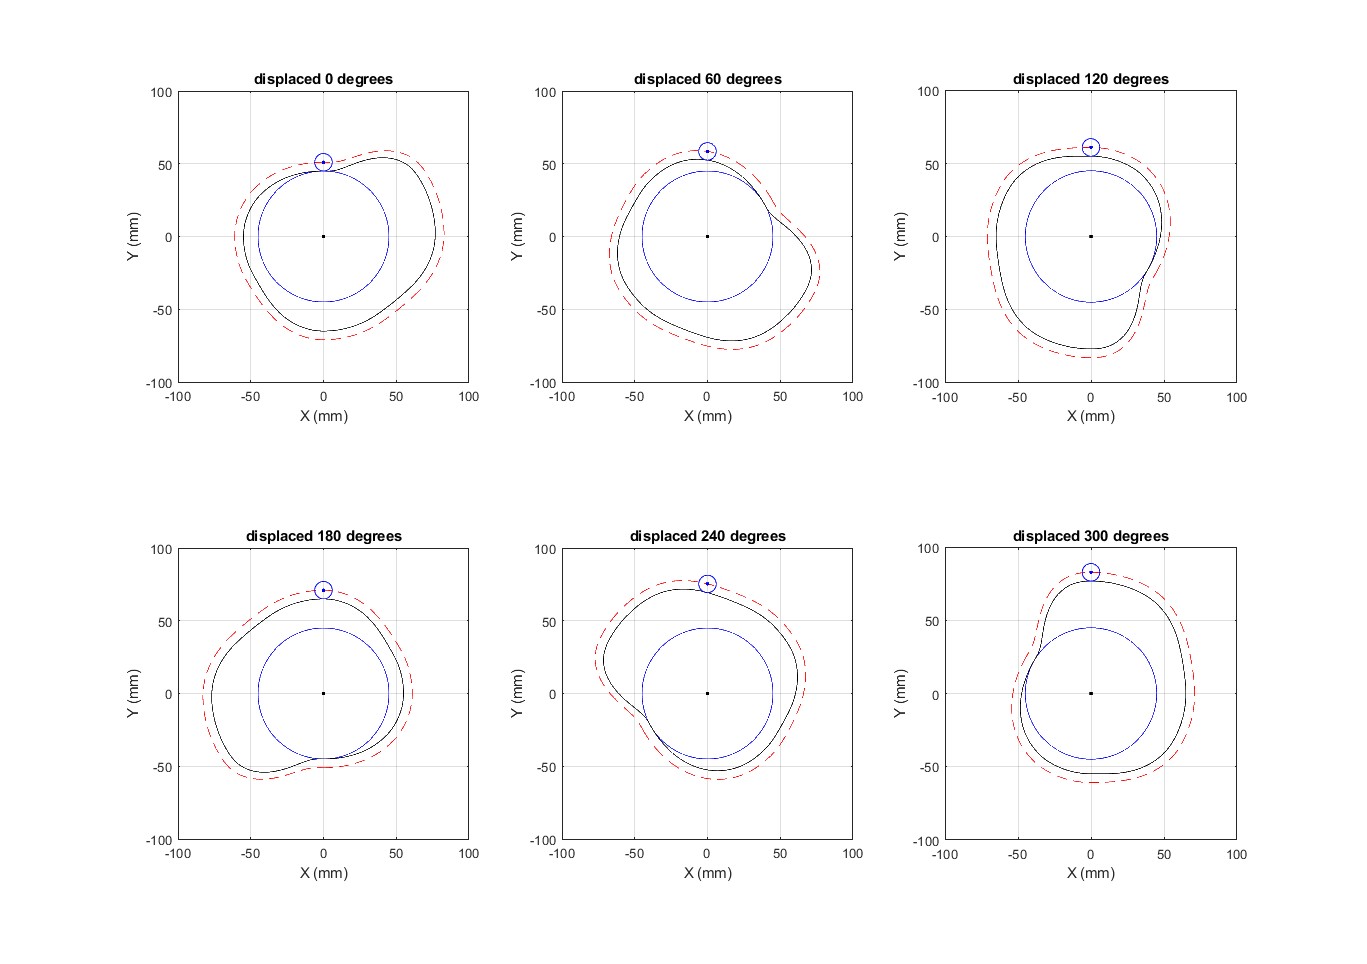 displaced 0 degrees
displaced 60 degrees
displaced 120 degrees
100
50
0
-50
-100
Y (mm)
-100 -50 0 50 100
X (mm)
100
50
0
-50
-100
Y (mm)
-100 -50 0 50 100
X (mm)
100
50
0
-50
-100
Y (mm)
-100 -50 0 50 100
X (mm)
displaced 180 degrees
displaced 240 degrees
displaced 300 degrees
100
50
0
-50
-100
Y (mm)
-100 -50 0 50 100
X (mm)
100
50
0
-50
-100
Y (mm)
-100 -50 0 50 100
X (mm)
100
50
0
-50
-100
Y (mm)
-100 -50 0 50 100
X (mm)